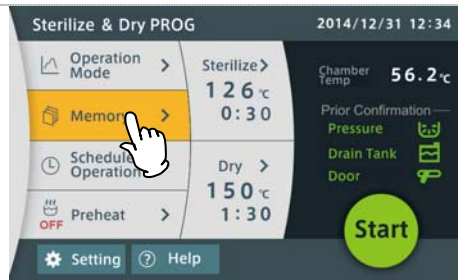 Sterilize & Dry PROG
2014/12/31 12:34
Operation
Mode >
Memory >
Schedule
Operation
OFF Preheat >
Sterilize>
126℃
0:30
Dry >
150℃
1:30
Chamber
Temp 56.2℃
Prior Confirmation
Pressure
Drain Tank
Door
Start
Setting ? Help